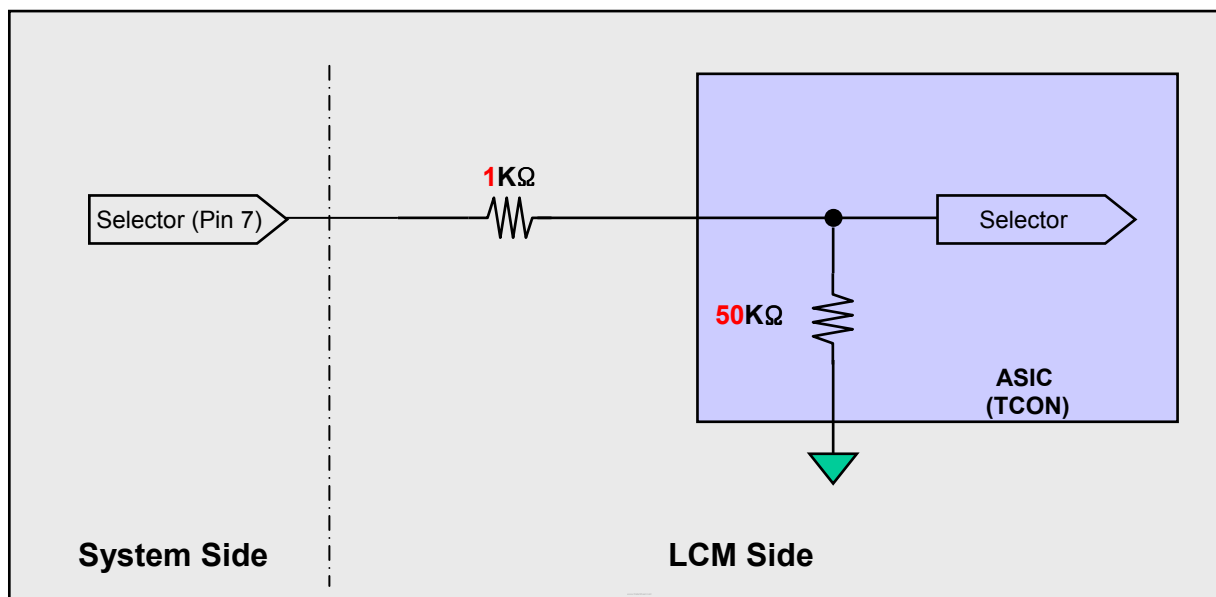 1KΩ
Selector (Pin 7)
Selector
50KΩ
ASIC
(TCON)
System Side
LCM Side